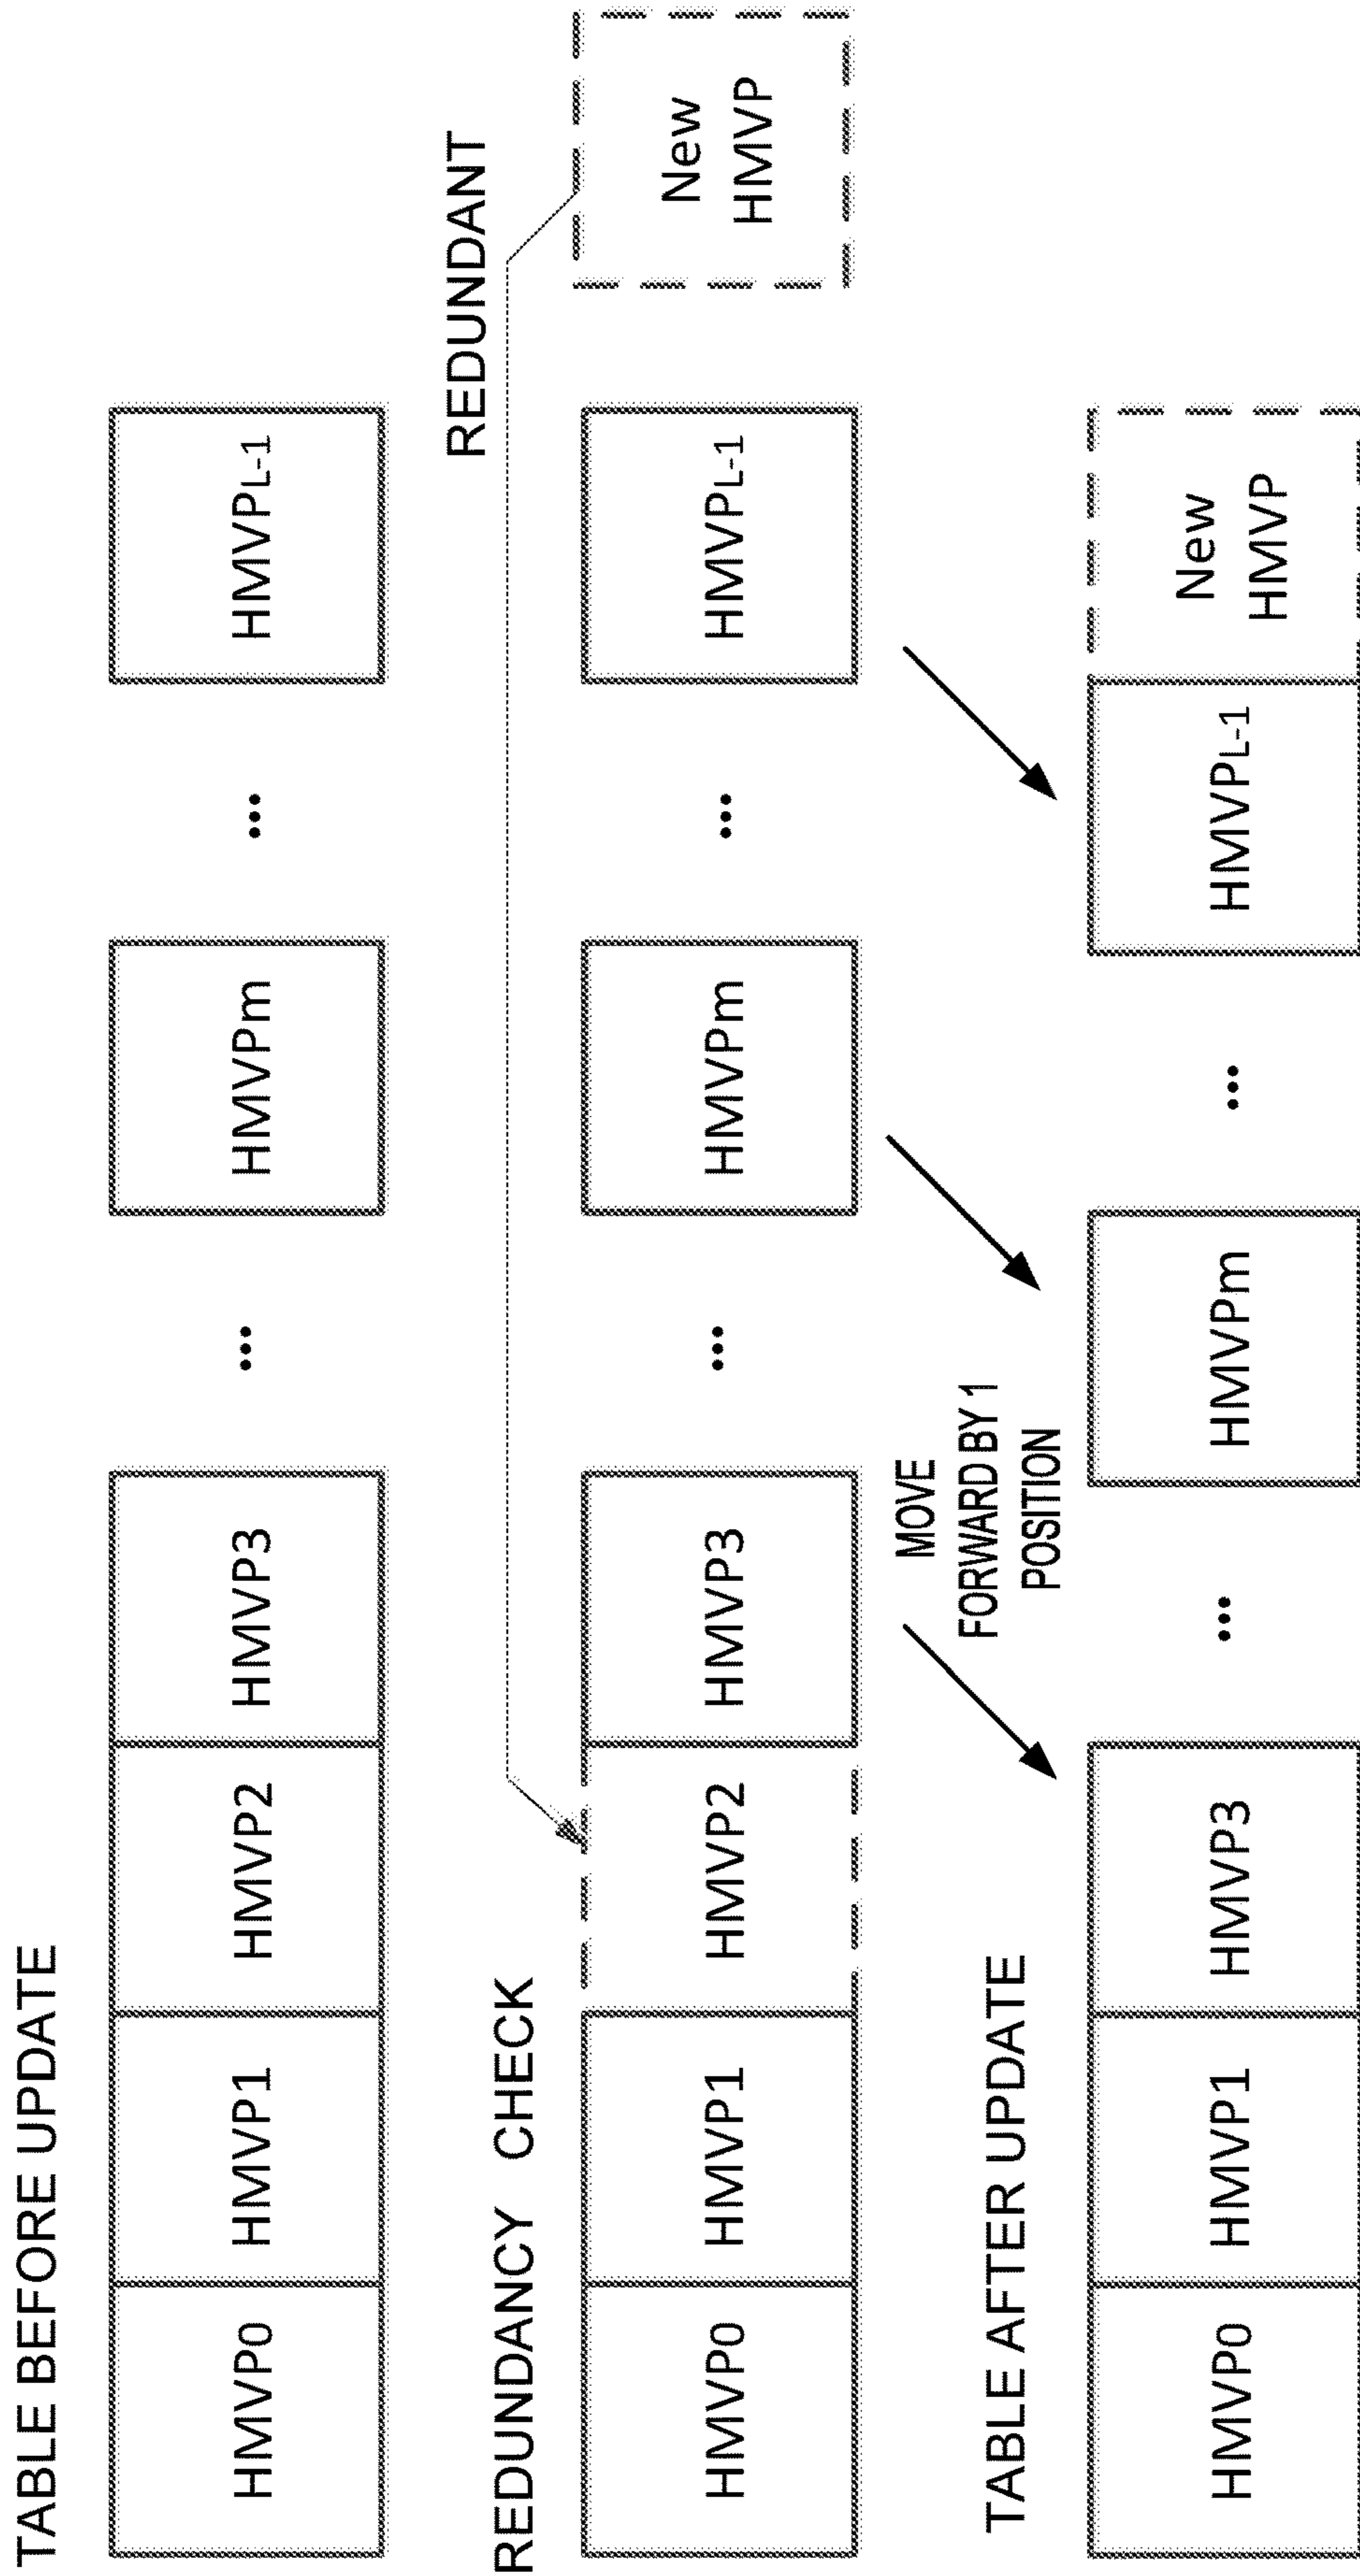 TABLE BEFORE UPDATE
HMVP0 HMVP1 HMVP2 HMVP3 ... HMVPm ... HMVPL-1
REDUNDANCY CHECK
REDUNDANT
HMVP0 HMVP1 HMVP2 HMVP3 ... HMVPm ... HMVPL-1
New
HMVP
MOVE
FORWARD BY 1
POSITION
TABLE AFTER UPDATE
HMVP0 HMVP1 HMVP3 ... HMVPm ... HMVPL-1
New
HMVP